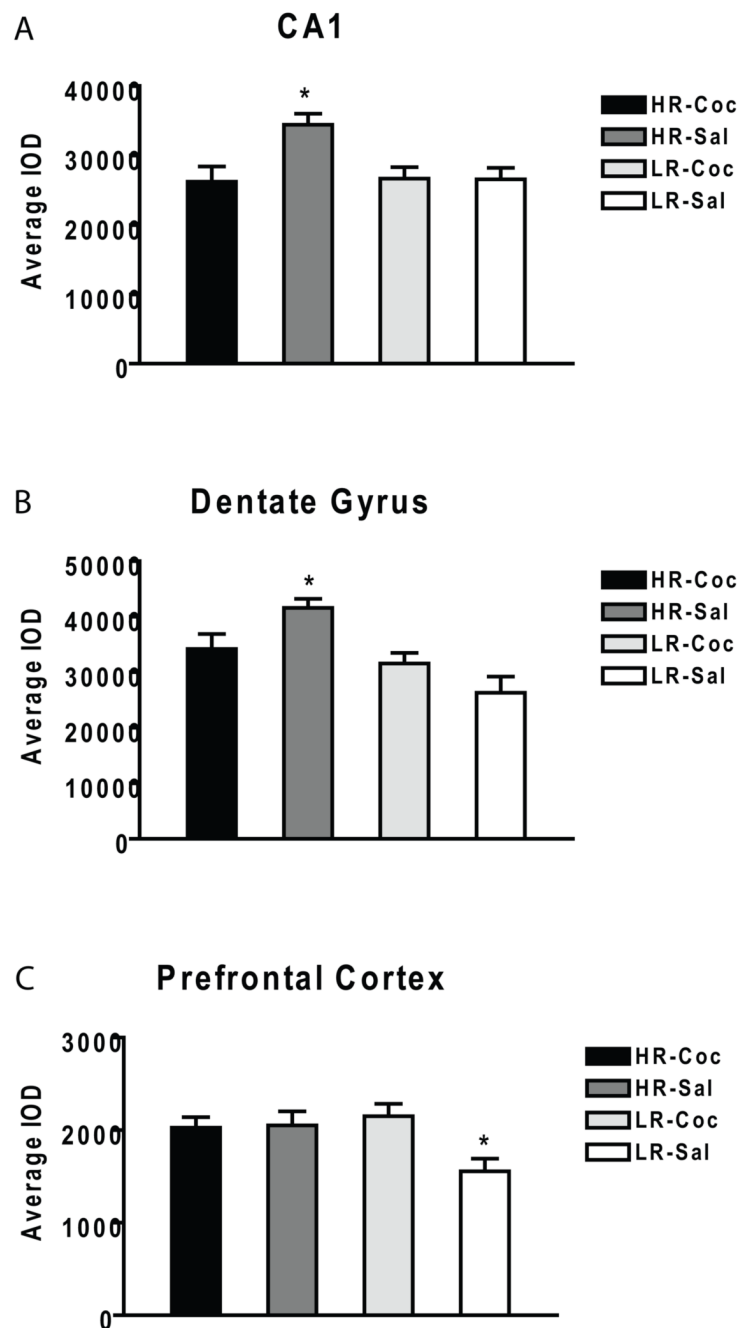 A
CA1
40000
30000
20000
10000
0
Average IOD
*
HR-Coc
HR-Sal
LR-Coc
LR-Sal
B
Dentate Gyrus
50000
40000
30000
20000
10000
0
Average IOD
*
HR-Coc
HR-Sal
LR-Coc
LR-Sal
C
Prefrontal Cortex
3000
2000
1000
0
Average IOD
*
HR-Coc
HR-Sal
LR-Coc
LR-Sal